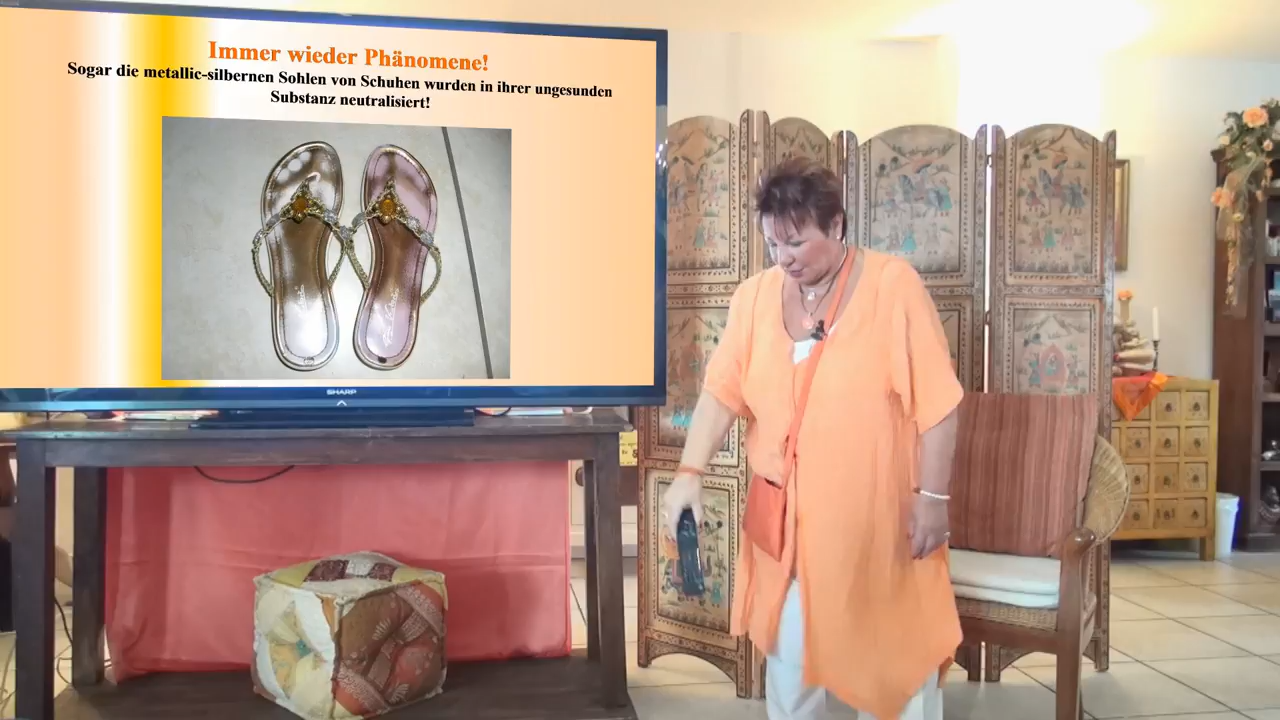 Immer wieder Phänomene!
Sogar die metallic-silbernen Sohlen von Schuhen wurden in ihrer ungesunden
Substanz neutralisiert!
SHARP